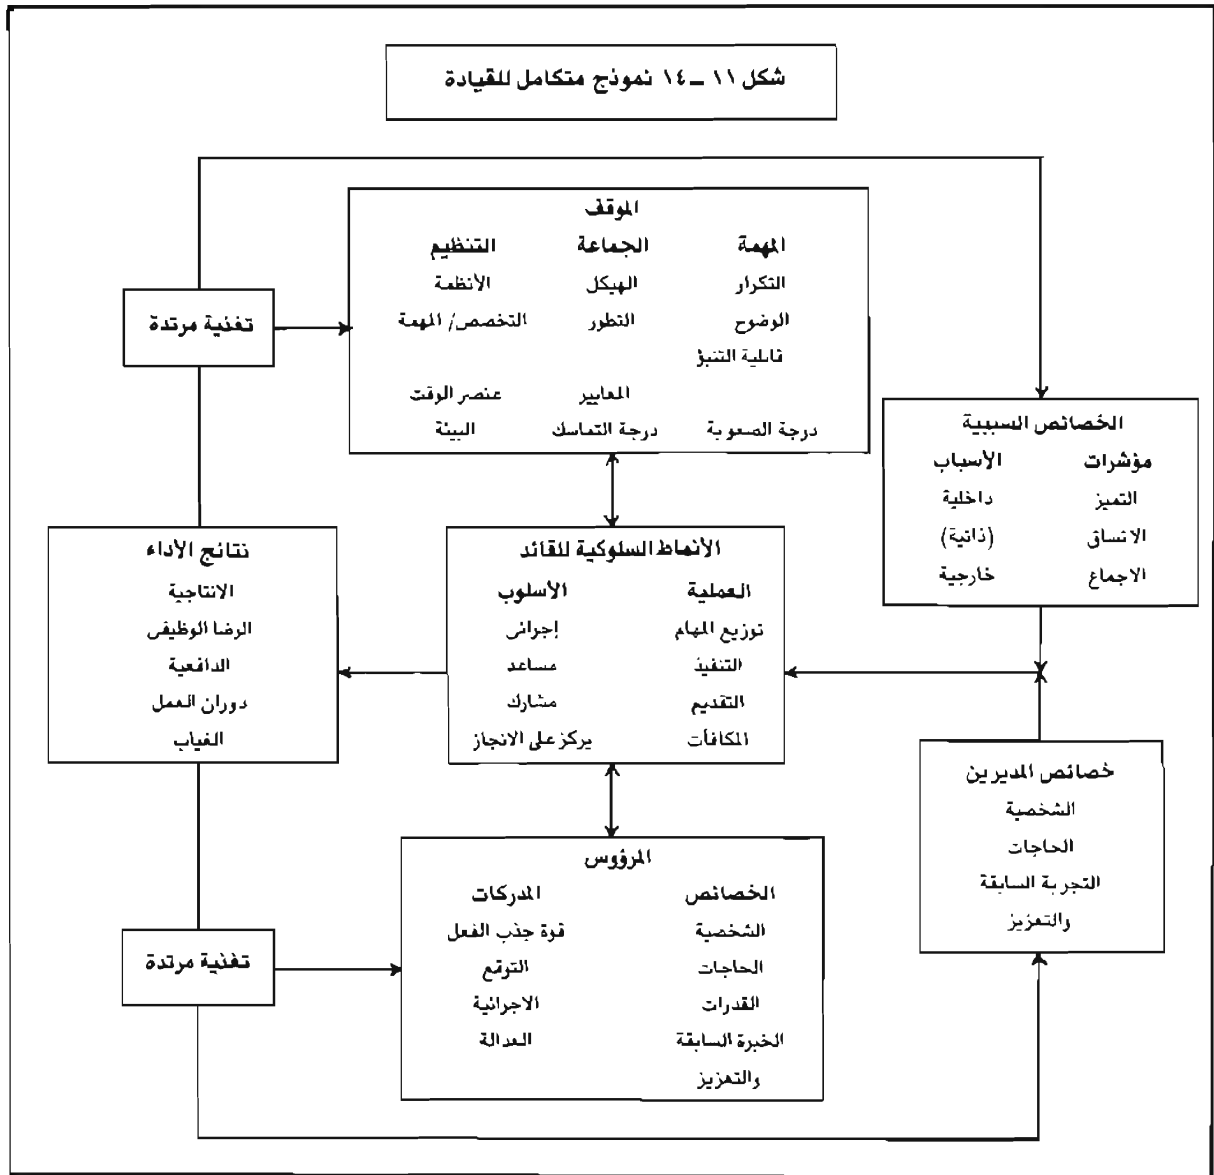 شكل ١١ – ١٤ نموذج متكامل للقيادة
الموقف
المهمة الجماعة التنظيم
التكرار الهيكل الأنظمة
الوضوح التطور التخصص/ المهمة
قابلية التنبؤ
المعايير عنصر الوقت
درجة الصعوبة درجة التماسك البيئة
تغذية مرتدة
الخصائص السببية
مؤشرات الأسباب
التميز داخلية
الاتساق (ذاتية)
الاجماع خارجية
الأنماط السلوكية للقائد
العملية الأسلوب
توزيع المهام إجرائى
التنفيذ مساعد
التقديم مشارك
المكافآت يركز على الانجاز
نتائج الأداء
الانتاجية
الرضا الوظيفى
الدافعية
دوران العمل
الغياب
خصائص المديرين
الشخصية
الحاجات
التجربة السابقة
والتعزيز
المرؤوس
الخصائص المدركات
الشخصية قوة جذب الفعل
الحاجات التوقع
القدرات الاجرائية
الخبرة السابقة العدالة
والتعزيز
تغذية مرتدة